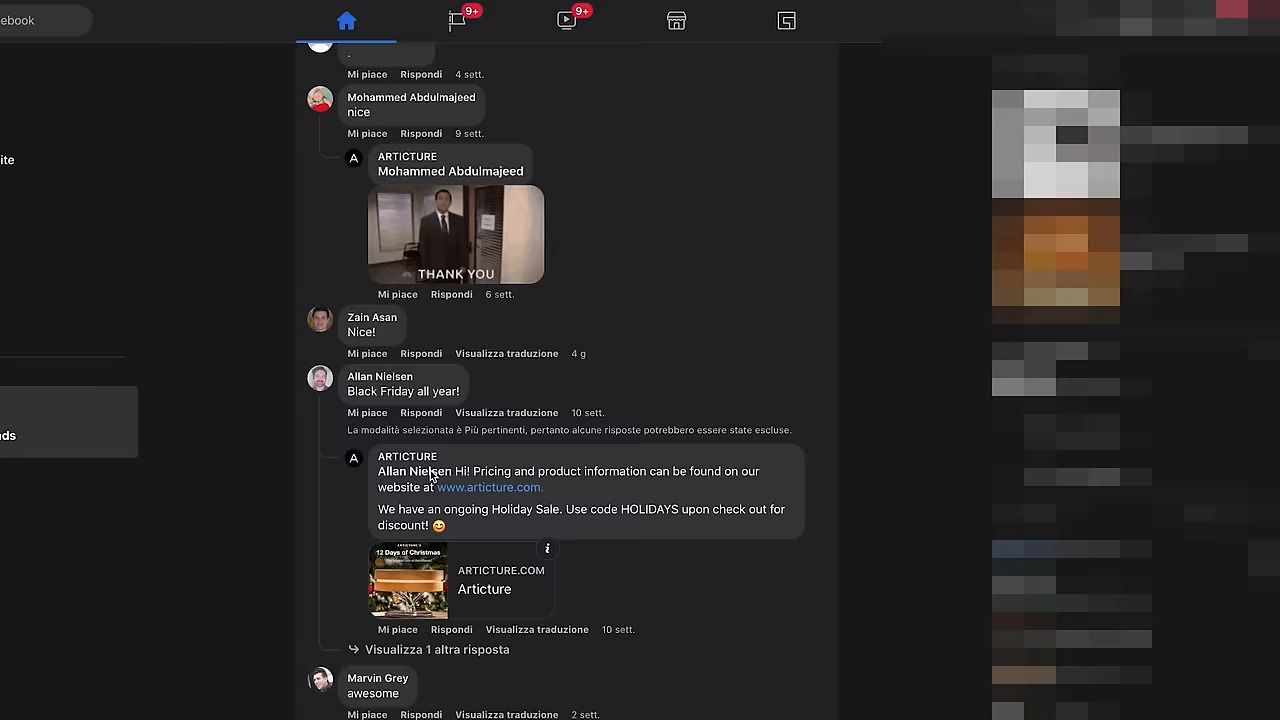 ebook
9+
9+
Mi piace Rispondi 4 sett.
Mohammed Abdulmajeed
nice
Mi piace Rispondi 9 sett.
A ARTICTURE
Mohammed Abdulmajeed
THANK YOU
Mi piace Rispondi 6 sett.
ite
Zain Asan
Nice!
Mi piace Rispondi Visualizza traduzione 4 g
Allan Nielsen
Black Friday all year!
Mi piace Rispondi Visualizza traduzione 10 sett.
La modalità selezionata è Più pertinenti, pertanto alcune risposte potrebbero essere state escluse.
ds
A ARTICTURE
Allan Nielsen Hi! Pricing and product information can be found on our
website at www.articture.com.
We have an ongoing Holiday Sale. Use code HOLIDAYS upon check out for
discount! 😊
ARTICTURE'S
12 Days of Christmas
i
ARTICTURE.COM
Articture
Mi piace Rispondi Visualizza traduzione 10 sett.
Visualizza 1 altra risposta
Marvin Grey
awesome
Mi piace Rispondi Visualizza traduzione 2 sett.